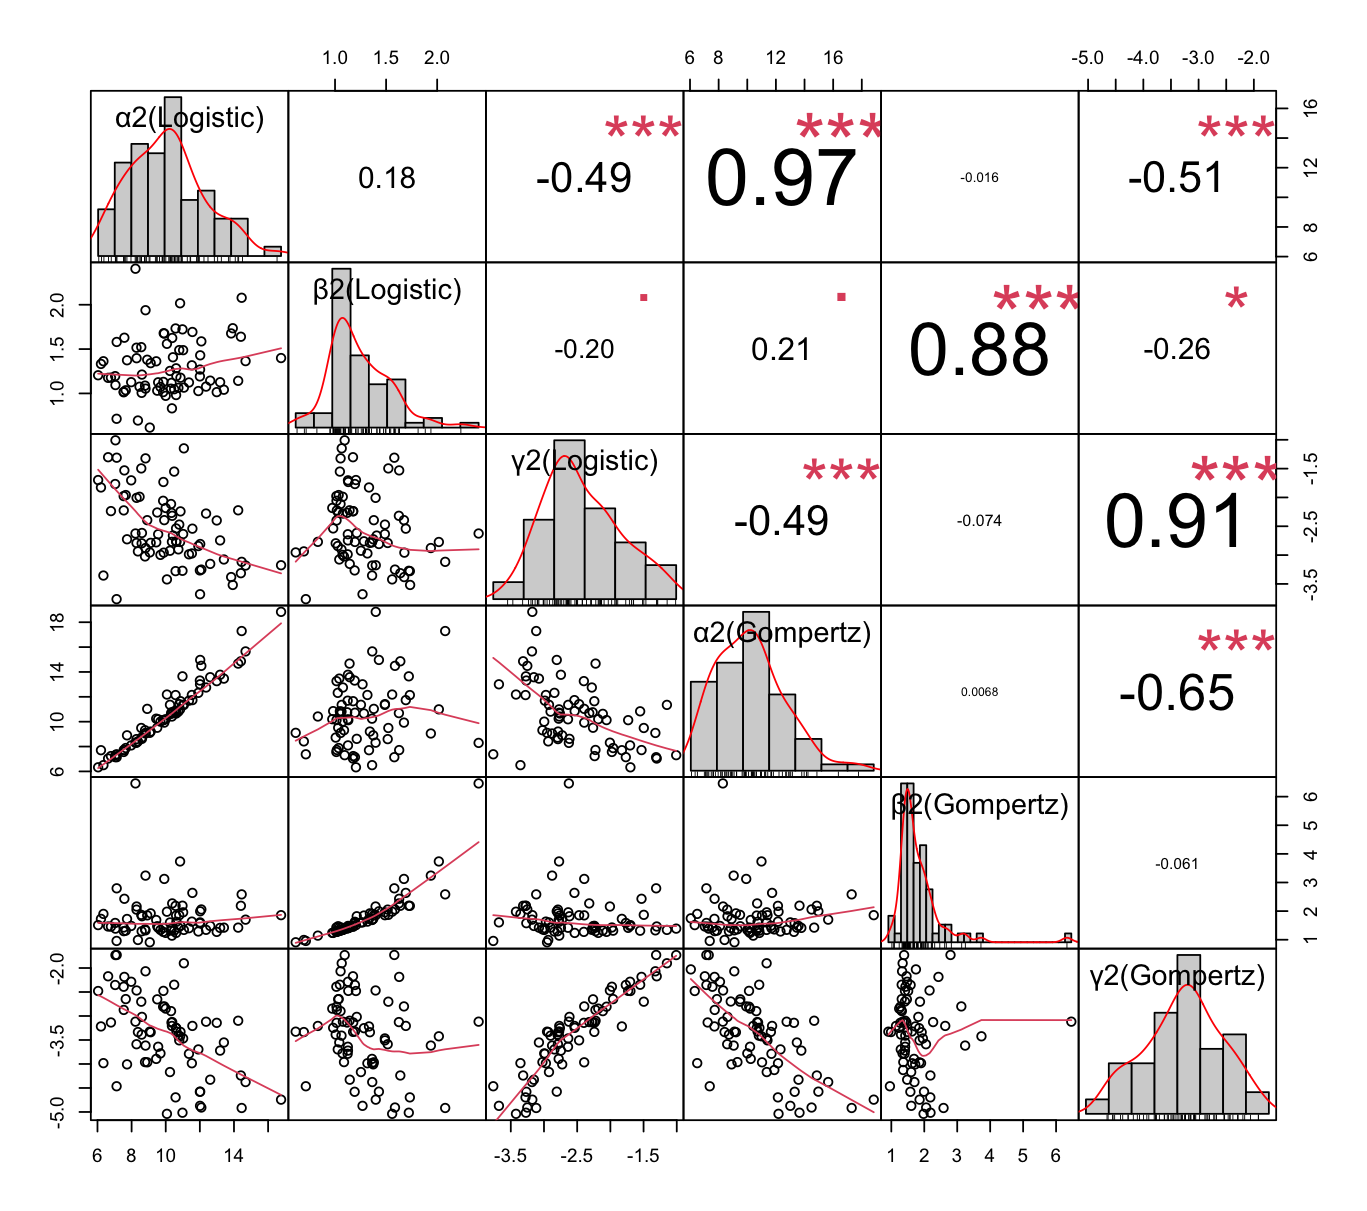 1.0 1.5 2.0 6 8 12 16 -5.0 -4.0 -3.0 -2.0
α2(Logistic) 0.18 *** -0.49 *** 0.97 -0.016 *** -0.51 6 8 12 16
1.0 1.5 2.0 β2(Logistic) . -0.20 . 0.21 *** 0.88 * -0.26
γ2(Logistic) *** -0.49 -0.074 *** 0.91 -3.5 -2.5 -1.5
6 10 14 18 α2(Gompertz) 0.0068 *** -0.65
β2(Gompertz) -0.061 1 2 3 4 5 6
-5.0 -3.5 -2.0 γ2(Gompertz)
6 8 10 14 -3.5 -2.5 -1.5 1 2 3 4 5 6